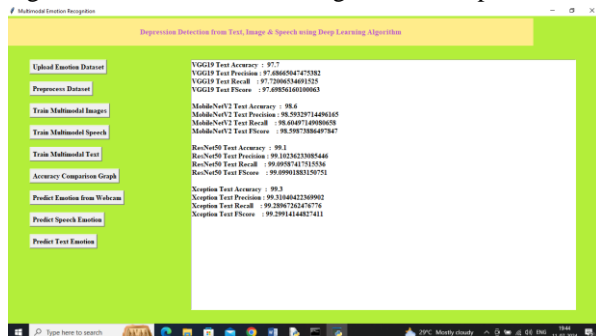 Multimodal Emotion Recognition
Depression Detection from Text, Image & Speech using Deep Learning Algorithm
Upload Emotion Dataset
Preprocess Dataset
Train Multimodal Images
Train Multimodal Speech
Train Multimodal Text
Accuracy Comparison Graph
Predict Emotion from Webcam
Predict Speech Emotion
Predict Text Emotion
VGG19 Text Accuracy : 97.7
VGG19 Text Precision : 97.68665047475382
VGG19 Text Recall : 97.72006534691525
VGG19 Text FScore : 97.69856160100063
MobileNetV2 Text Accuracy : 98.6
MobileNetV2 Text Precision : 98.59329714496165
MobileNetV2 Text Recall : 98.60497149080658
MobileNetV2 Text FScore : 98.59873886497847
ResNet50 Text Accuracy : 99.1
ResNet50 Text Precision : 99.10236233085446
ResNet50 Text Recall : 99.09587417515536
ResNet50 Text FScore : 99.09901883150751
Xception Text Accuracy : 99.3
Xception Text Precision : 99.31040422369902
Xception Text Recall : 99.28967262476776
Xception Text FScore : 99.29914144827411
Type here to search
29°C Mostly cloudy
ENG
19:44